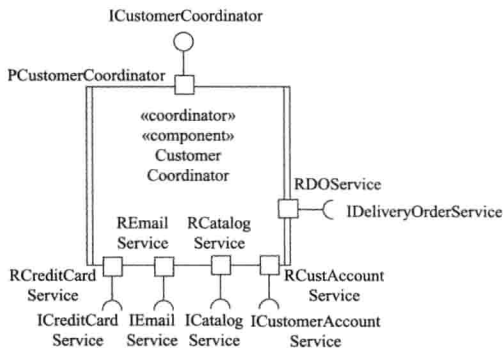 ICustomerCoordinator
PCustomerCoordinator
«coordinator»
«component»
Customer
Coordinator
RDOService
IDeliveryOrderService
REmail
Service
RCatalog
Service
RCreditCard
Service
RCustAccount
Service
ICreditCard
Service
IEmail
Service
ICatalog
Service
ICustomerAccount
Service